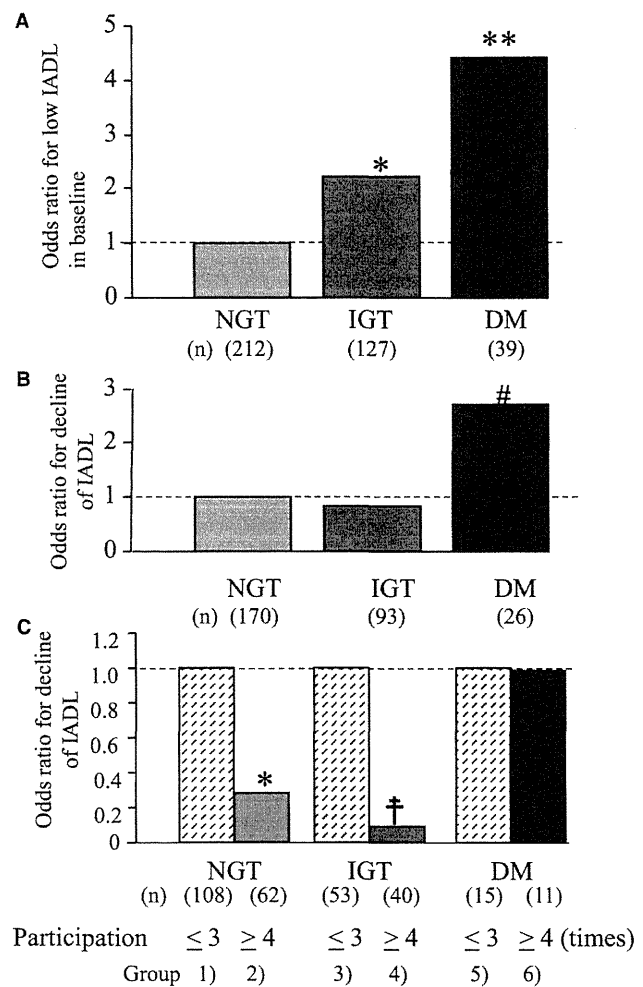 A
Odds ratio for low IADL
in baseline
5
4
3
2
1
0
*
**
NGT IGT DM
(n) (212) (127) (39)
B
Odds ratio for decline
of IADL
3
2
1
0
#
NGT IGT DM
(n) (170) (93) (26)
C
Odds ratio for decline
of IADL
1.2
1.0
0.8
0.6
0.4
0.2
0
*
‡
NGT IGT DM
(n) (108) (62) (53) (40) (15) (11)
Participation ≤ 3 ≥ 4 ≤ 3 ≥ 4 ≤ 3 ≥ 4 (times)
Group 1) 2) 3) 4) 5) 6)